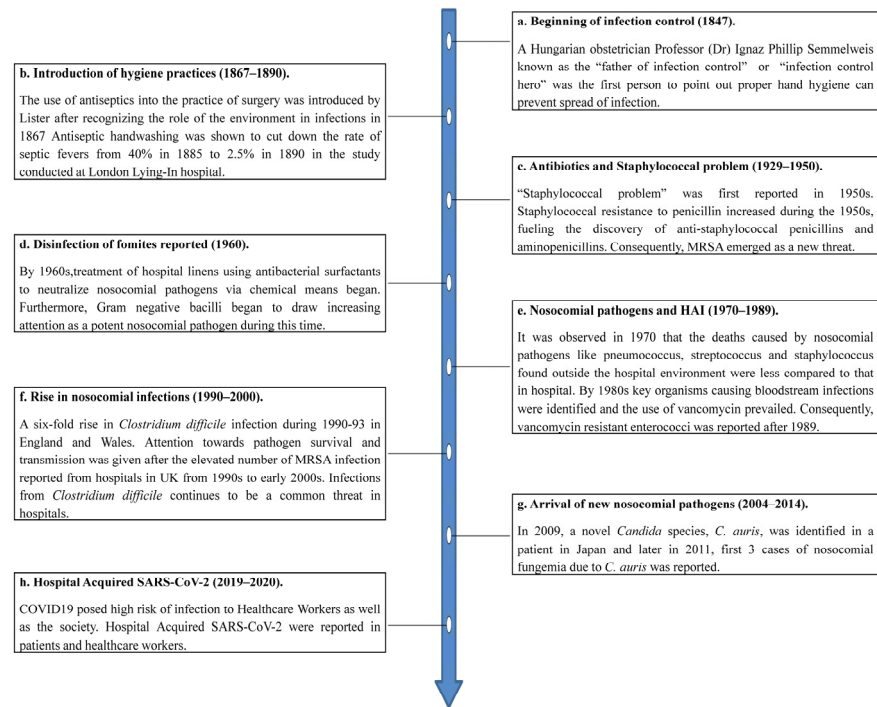 a. Beginning of infection control (1847).
A Hungarian obstetrician Professor (Dr) Ignaz Phillip Semmelweis
known as the “father of infection control” or “infection control
hero” was the first person to point out proper hand hygiene can
prevent spread of infection.
b. Introduction of hygiene practices (1867–1890).
The use of antiseptics into the practice of surgery was introduced by
Lister after recognizing the role of the environment in infections in
1867 Antiseptic handwashing was shown to cut down the rate of
septic fevers from 40% in 1885 to 2.5% in 1890 in the study
conducted at London Lying-In hospital.
c. Antibiotics and Staphylococcal problem (1929–1950).
“Staphylococcal problem” was first reported in 1950s.
Staphylococcal resistance to penicillin increased during the 1950s,
fueling the discovery of anti-staphylococcal penicillins and
aminopenicillins. Consequently, MRSA emerged as a new threat.
d. Disinfection of fomites reported (1960).
By 1960s,treatment of hospital linens using antibacterial surfactants
to neutralize nosocomial pathogens via chemical means began.
Furthermore, Gram negative bacilli began to draw increasing
attention as a potent nosocomial pathogen during this time.
e. Nosocomial pathogens and HAI (1970–1989).
It was observed in 1970 that the deaths caused by nosocomial
pathogens like pneumococcus, streptococcus and staphylococcus
found outside the hospital environment were less compared to that
in hospital. By 1980s key organisms causing bloodstream infections
were identified and the use of vancomycin prevailed. Consequently,
vancomycin resistant enterococci was reported after 1989.
f. Rise in nosocomial infections (1990–2000).
A six-fold rise in Clostridium difficile infection during 1990-93 in
England and Wales. Attention towards pathogen survival and
transmission was given after the elevated number of MRSA infection
reported from hospitals in UK from 1990s to early 2000s. Infections
from Clostridium difficile continues to be a common threat in
hospitals.
g. Arrival of new nosocomial pathogens (2004–2014).
In 2009, a novel Candida species, C. auris, was identified in a
patient in Japan and later in 2011, first 3 cases of nosocomial
fungemia due to C. auris was reported.
h. Hospital Acquired SARS-CoV-2 (2019–2020).
COVID19 posed high risk of infection to Healthcare Workers as well
as the society. Hospital Acquired SARS-CoV-2 were reported in
patients and healthcare workers.